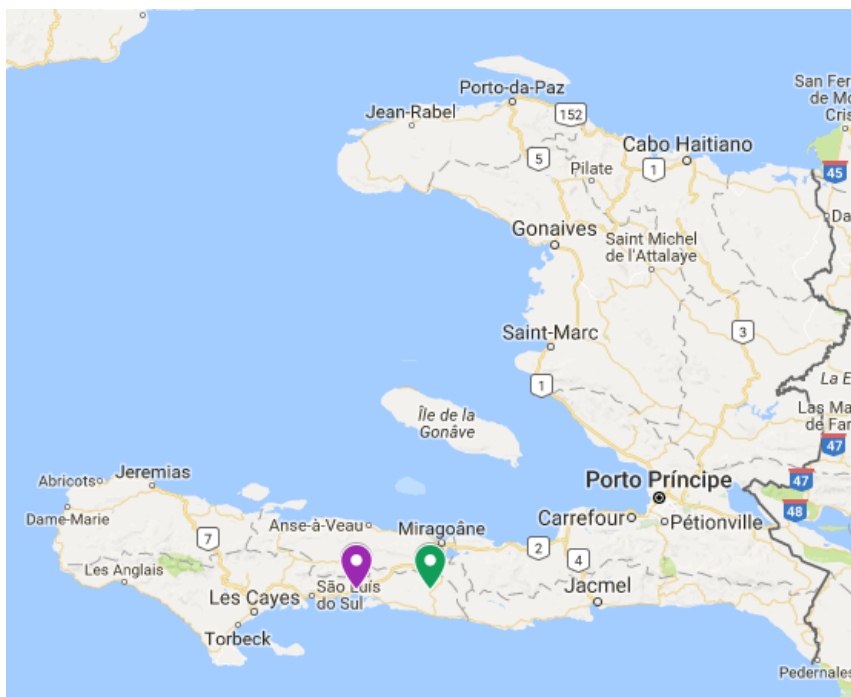 San Fer
de Mo
Cris
Porto-da-Paz
Jean-Rabel
152
Cabo Haitiano
5
Pilate
1
45
Da
Gonaives
Saint Michel
de l'Attalaye
Saint-Marc
3
1
La E
Île de la
Gonâve
Las Ma
de Far
47
Jeremias
Abricots
Porto Príncipe
47
Dame-Marie
Anse-à-Veau
Miragoâne
Carrefour
Pétionville
48
7
2
4
Les Anglais
São Luís
do Sul
Les Cayes
Jacmel
Torbeck
Pedernales